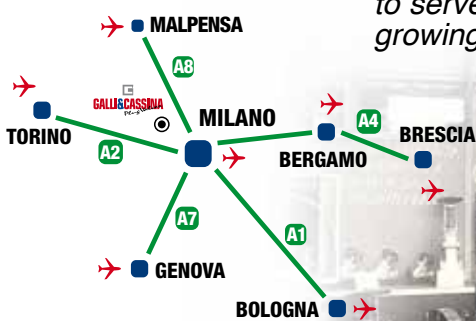 to serve
growing
MALPENSA
A8
GALLI&CASSINA
TORINO
MILANO
A4
BRESCIA
A2
BERGAMO
A7
A1
GENOVA
BOLOGNA